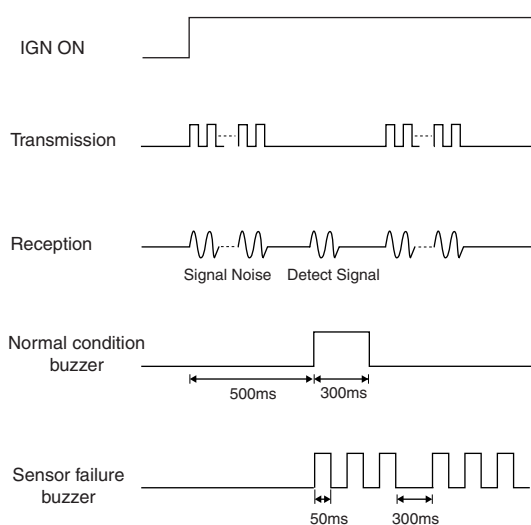 IGN ON
Transmission
Reception
Signal Noise Detect Signal
Normal condition
buzzer
500ms 300ms
Sensor failure
buzzer
50ms 300ms